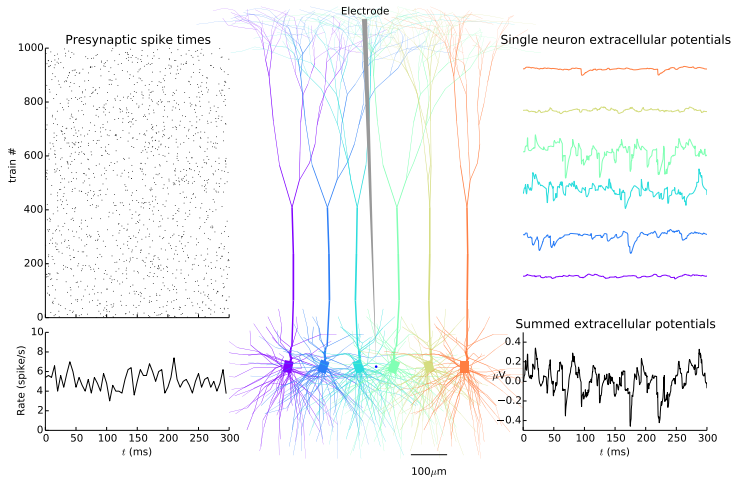 Electrode
Presynaptic spike times
1000
800
600
400
200
0
train #
10
8
6
4
2
0
Rate (spike/s)
0 50 100 150 200 250 300
t (ms)
100μm
Single neuron extracellular potentials
Summed extracellular potentials
0.4
0.2
0.0
−0.2
−0.4
μV
0 50 100 150 200 250 300
t (ms)